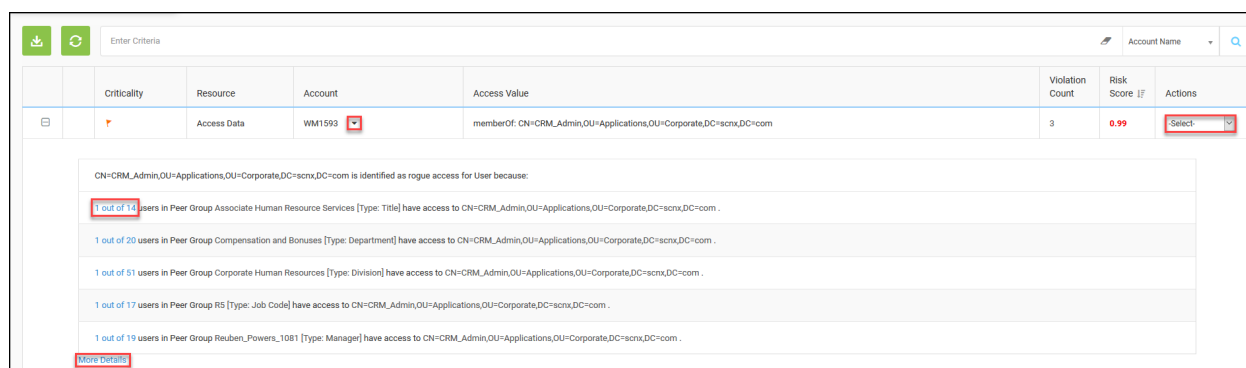 Enter Criteria
Account Name
Criticality Resource Account Access Value Violation Count Risk Score Actions
Access Data WM1593 memberOf: CN=CRM_Admin,OU=Applications,OU=Corporate,DC=scnx,DC=com 3 0.99 -Select-
CN=CRM_Admin,OU=Applications,OU=Corporate,DC=scnx,DC=com is identified as rogue access for User because:
1 out of 14 users in Peer Group Associate Human Resource Services [Type: Title] have access to CN=CRM_Admin,OU=Applications,OU=Corporate,DC=scnx,DC=com .
1 out of 20 users in Peer Group Compensation and Bonuses [Type: Department] have access to CN=CRM_Admin,OU=Applications,OU=Corporate,DC=scnx,DC=com .
1 out of 51 users in Peer Group Corporate Human Resources [Type: Division] have access to CN=CRM_Admin,OU=Applications,OU=Corporate,DC=scnx,DC=com .
1 out of 17 users in Peer Group R5 [Type: Job Code] have access to CN=CRM_Admin,OU=Applications,OU=Corporate,DC=scnx,DC=com .
1 out of 19 users in Peer Group Reuben_Powers_1081 [Type: Manager] have access to CN=CRM_Admin,OU=Applications,OU=Corporate,DC=scnx,DC=com .
More Details